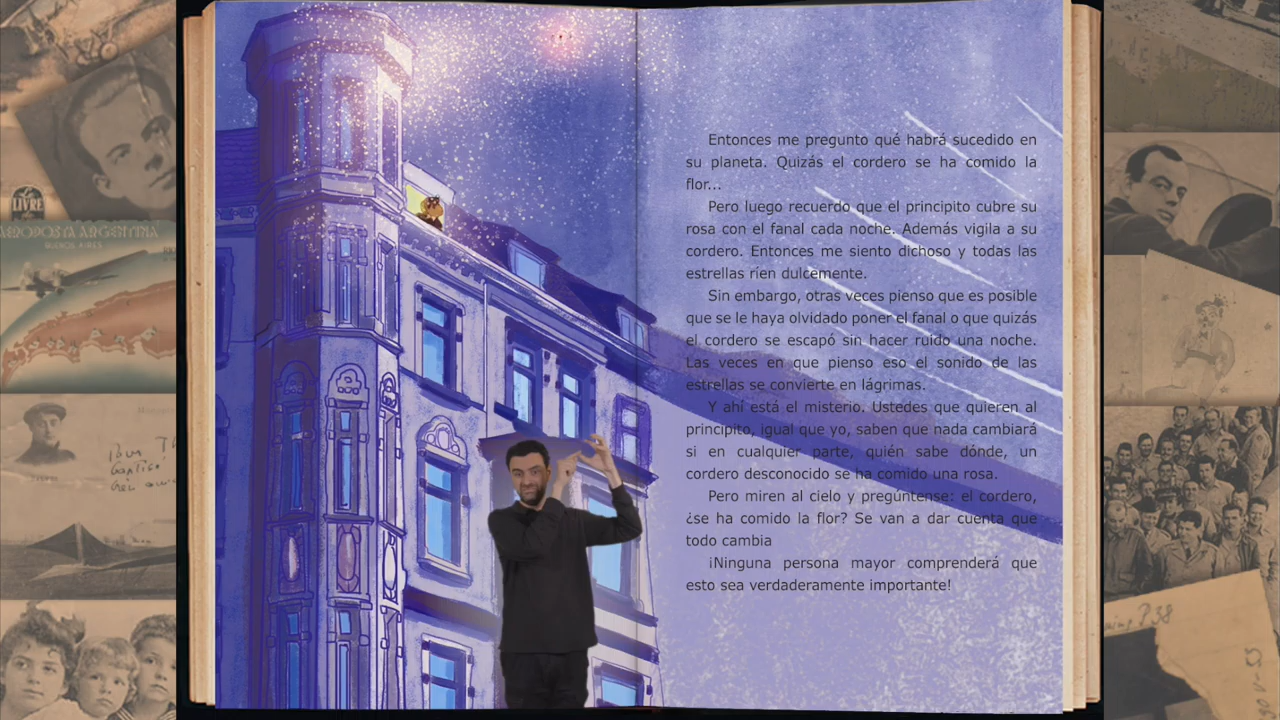 LIVRE
AEROPOSTA ARGENTINA
BUENOS AIRES
Entonces me pregunto qué habrá sucedido en
su planeta. Quizás el cordero se ha comido la
flor...
Pero luego recuerdo que el principito cubre su
rosa con el fanal cada noche. Además vigila a su
cordero. Entonces me siento dichoso y todas las
estrellas ríen dulcemente.
Sin embargo, otras veces pienso que es posible
que se le haya olvidado poner el fanal o que quizás
el cordero se escapó sin hacer ruido una noche.
Las veces en que pienso eso el sonido de las
estrellas se convierte en lágrimas.
Y ahí está el misterio. Ustedes que quieren al
principito, igual que yo, saben que nada cambiará
si en cualquier parte, quién sabe dónde, un
cordero desconocido se ha comido una rosa.
Pero miren al cielo y pregúntense: el cordero,
¿se ha comido la flor? Se van a dar cuenta que
todo cambia
¡Ninguna persona mayor comprenderá que
esto sea verdaderamente importante!
P38